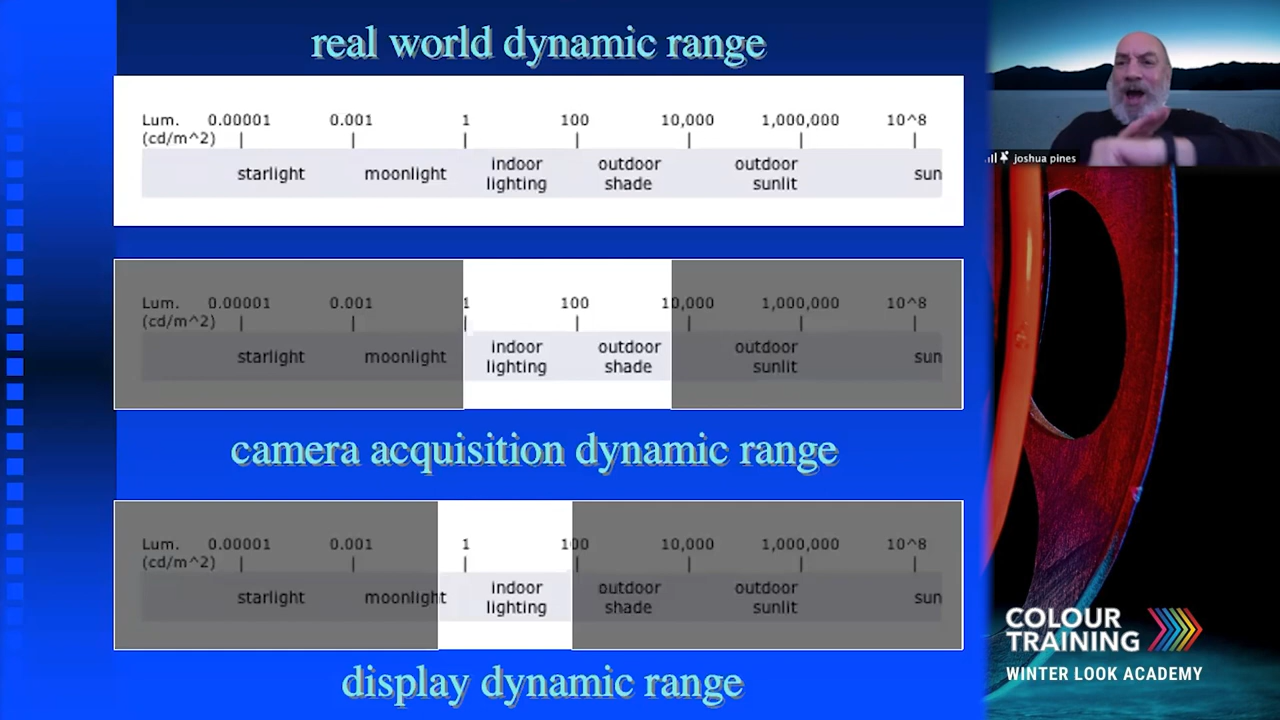 real world dynamic range
Lum. 0.00001 0.001 1 100 10,000 1,000,000 10^8
(cd/m^2)
starlight moonlight indoor lighting outdoor shade outdoor sunlit sun
Lum. 0.00001 0.001 1 100 10,000 1,000,000 10^8
(cd/m^2)
starlight moonlight indoor lighting outdoor shade outdoor sunlit sun
camera acquisition dynamic range
Lum. 0.00001 0.001 1 100 10,000 1,000,000 10^8
(cd/m^2)
starlight moonlight indoor lighting outdoor shade outdoor sunlit sun
display dynamic range
joshua pines
COLOUR
TRAINING
WINTER LOOK ACADEMY